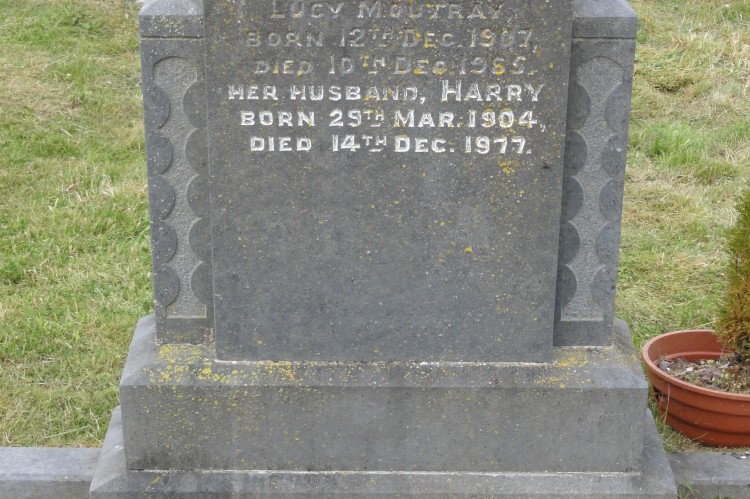 LUCY MOUTRAY,
BORN 12TH DEC. 1907,
DIED 10TH DEC. 1965.
HER HUSBAND, HARRY
BORN 29TH MAR. 1904,
DIED 14TH DEC. 1977.